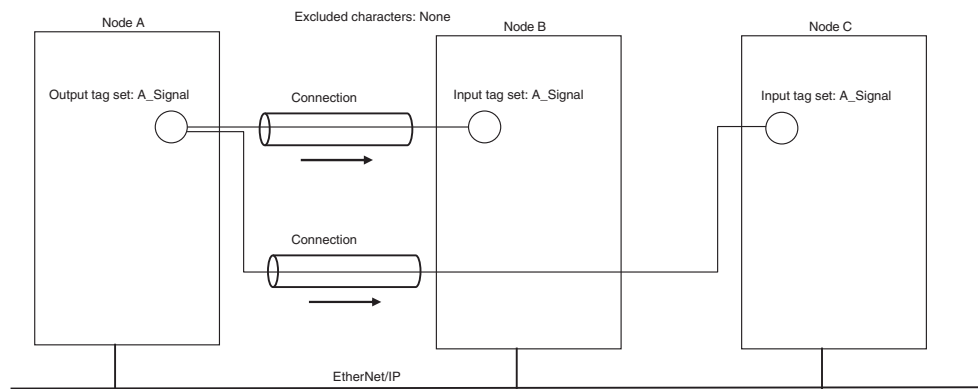 Node A
Excluded characters: None
Node B
Node C
Output tag set: A_Signal
Connection
Input tag set: A_Signal
Input tag set: A_Signal
Connection
EtherNet/IP